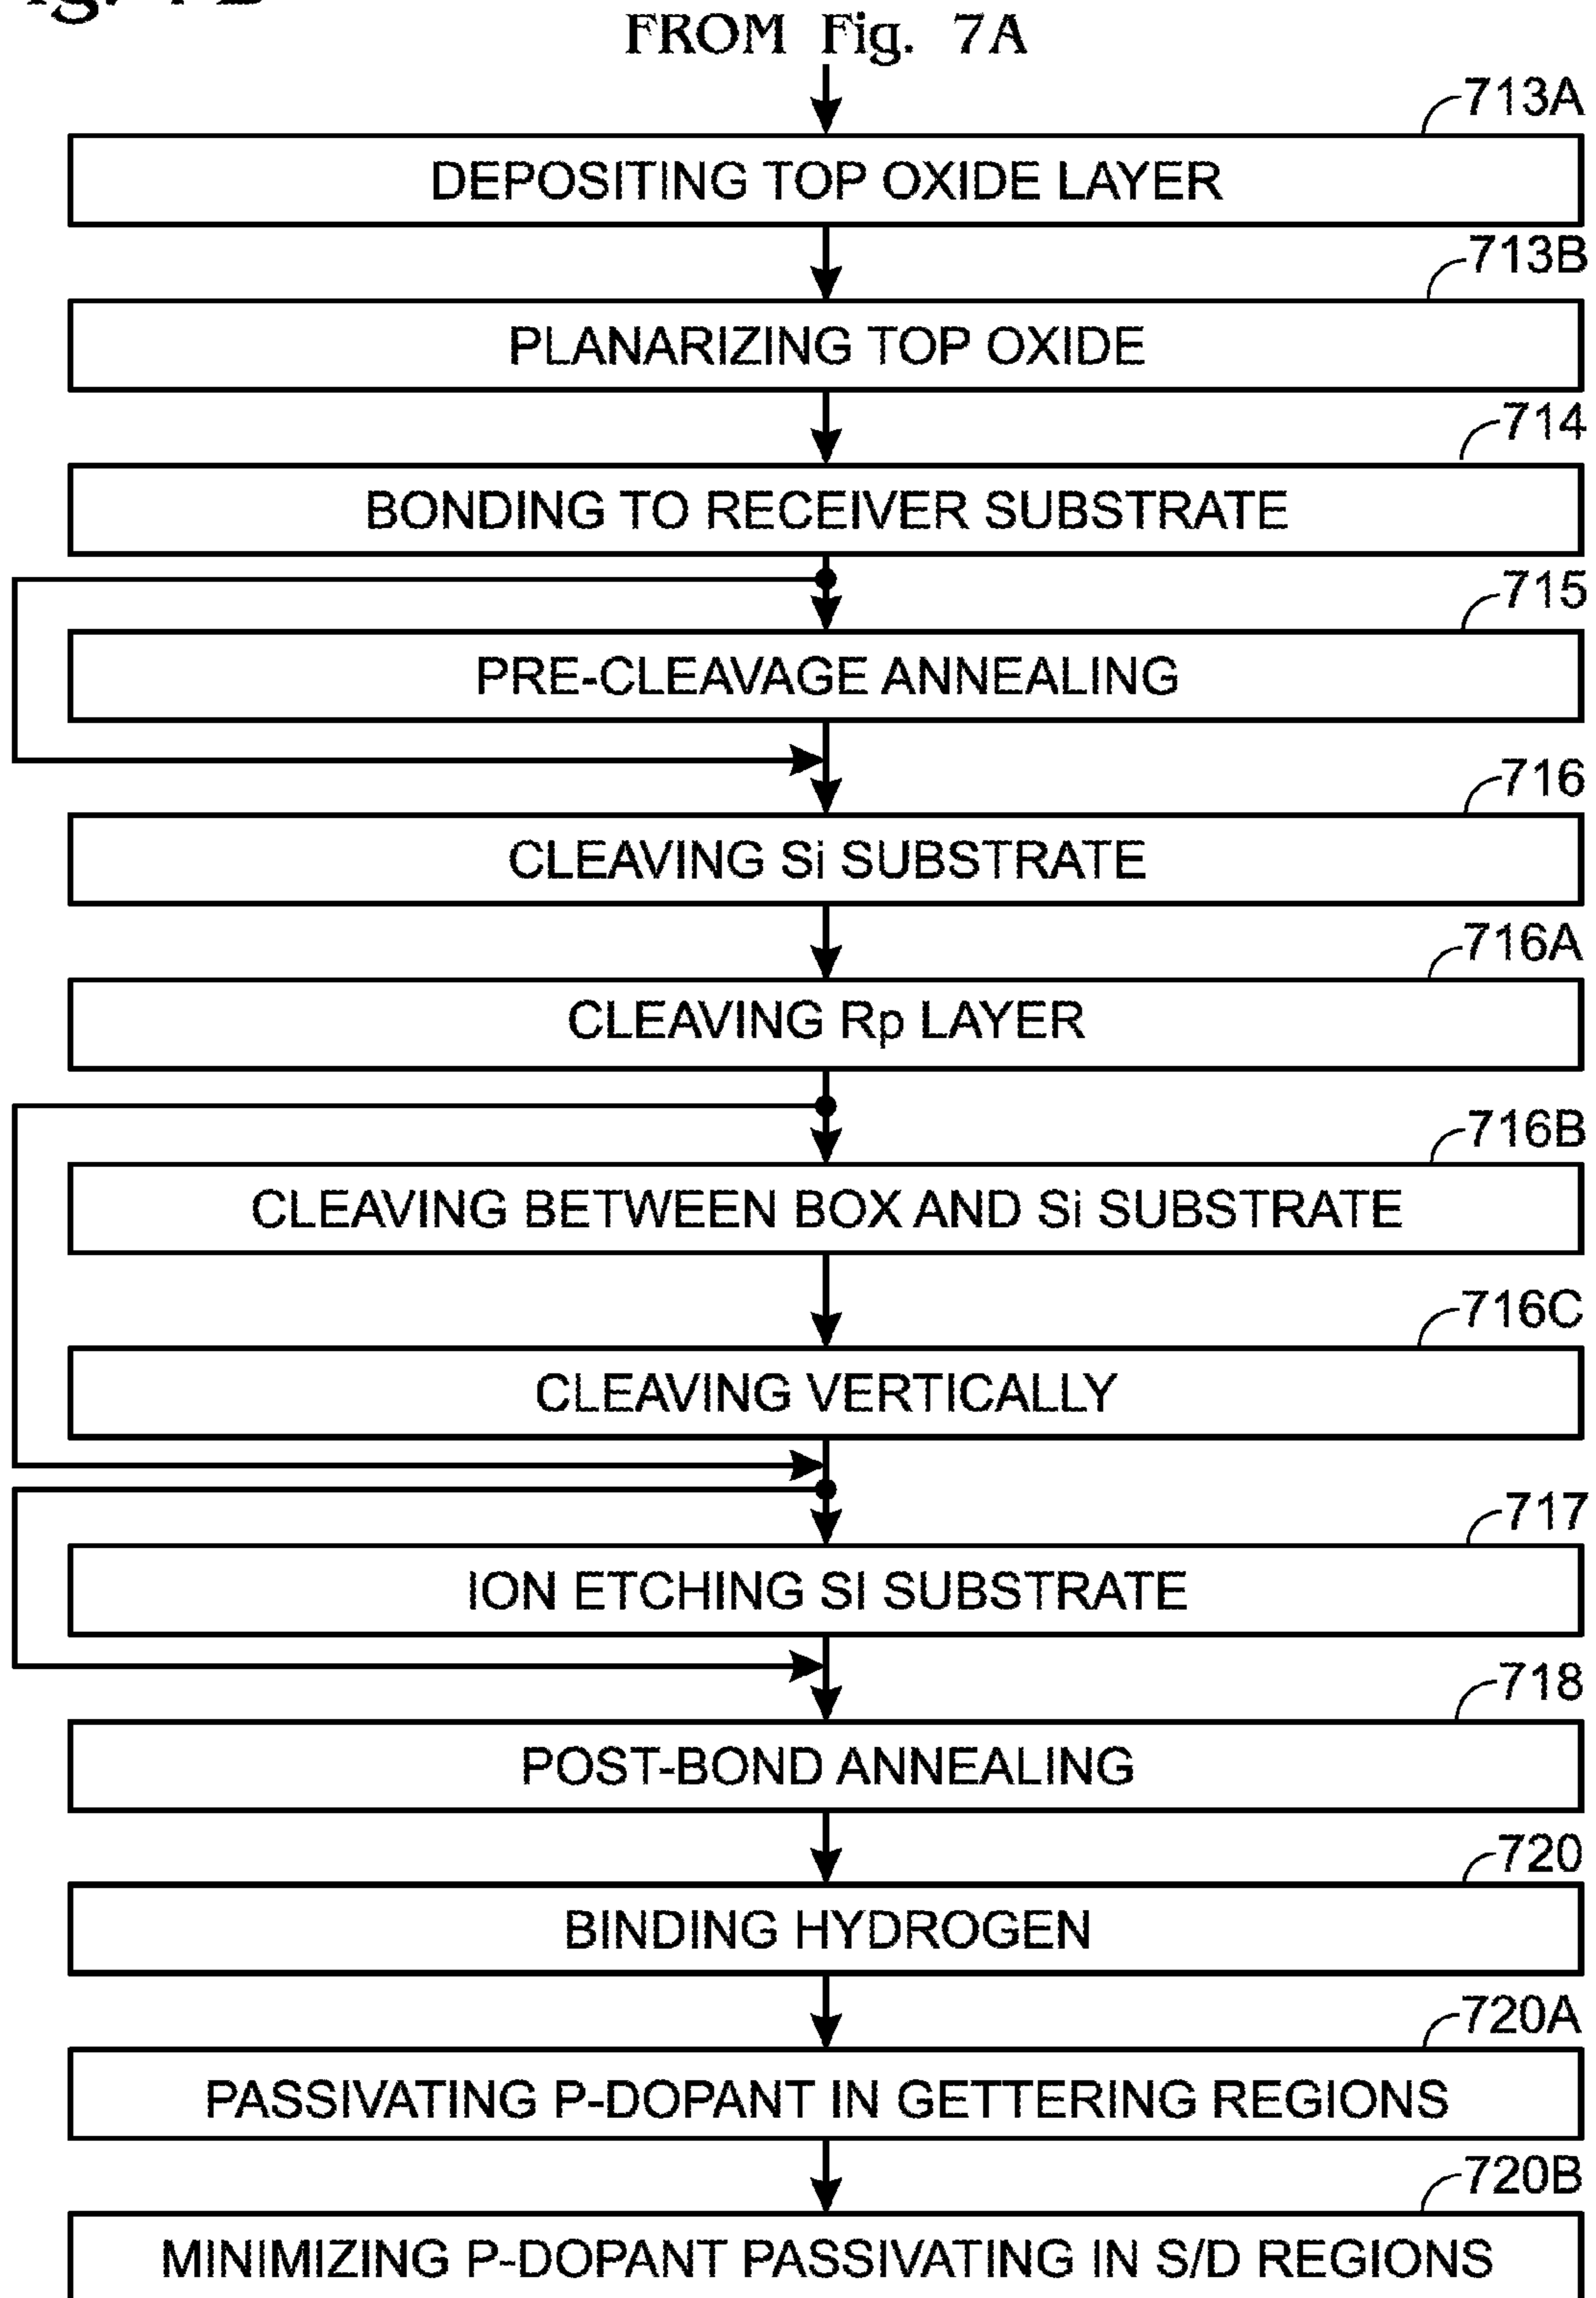 FROM Fig. 7A
713A
DEPOSITING TOP OXIDE LAYER
713B
PLANARIZING TOP OXIDE
714
BONDING TO RECEIVER SUBSTRATE
715
PRE-CLEAVAGE ANNEALING
716
CLEAVING Si SUBSTRATE
716A
CLEAVING Rp LAYER
716B
CLEAVING BETWEEN BOX AND Si SUBSTRATE
716C
CLEAVING VERTICALLY
717
ION ETCHING SI SUBSTRATE
718
POST-BOND ANNEALING
720
BINDING HYDROGEN
720A
PASSIVATING P-DOPANT IN GETTERING REGIONS
720B
MINIMIZING P-DOPANT PASSIVATING IN S/D REGIONS